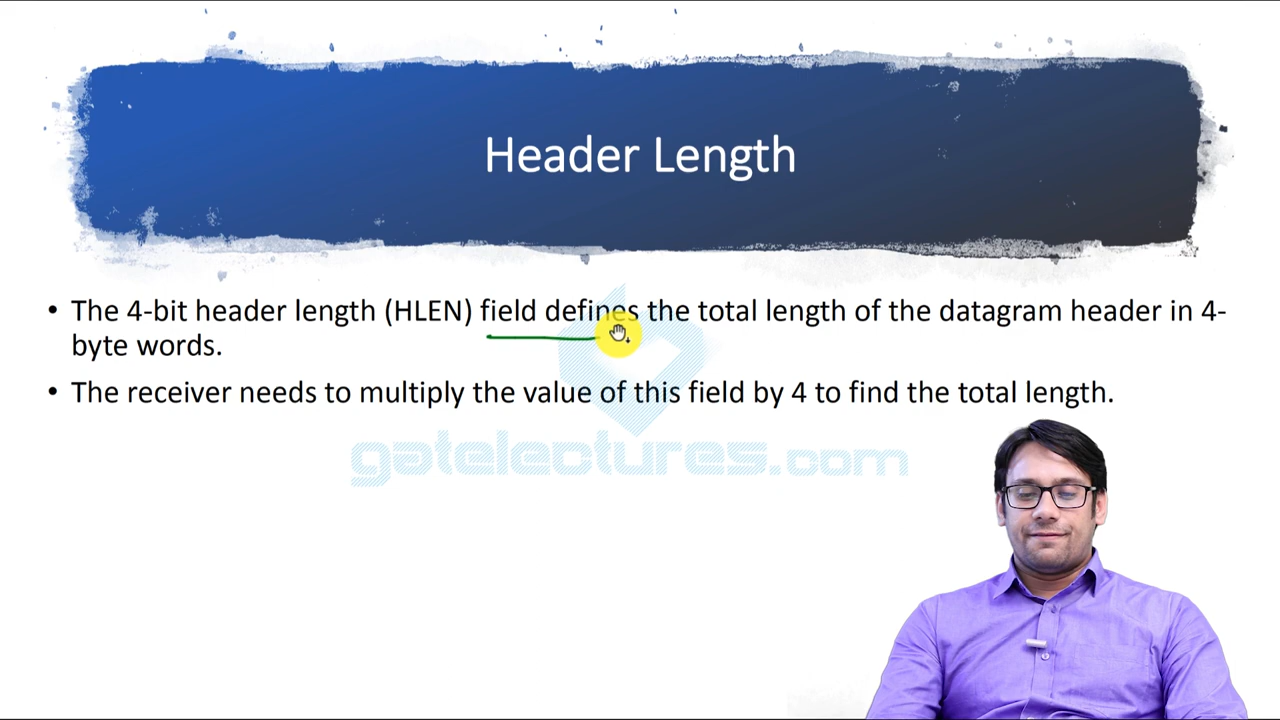 Header Length
• The 4-bit header length (HLEN) field defines the total length of the datagram header in 4-
byte words.
• The receiver needs to multiply the value of this field by 4 to find the total length.
gatelectures.com